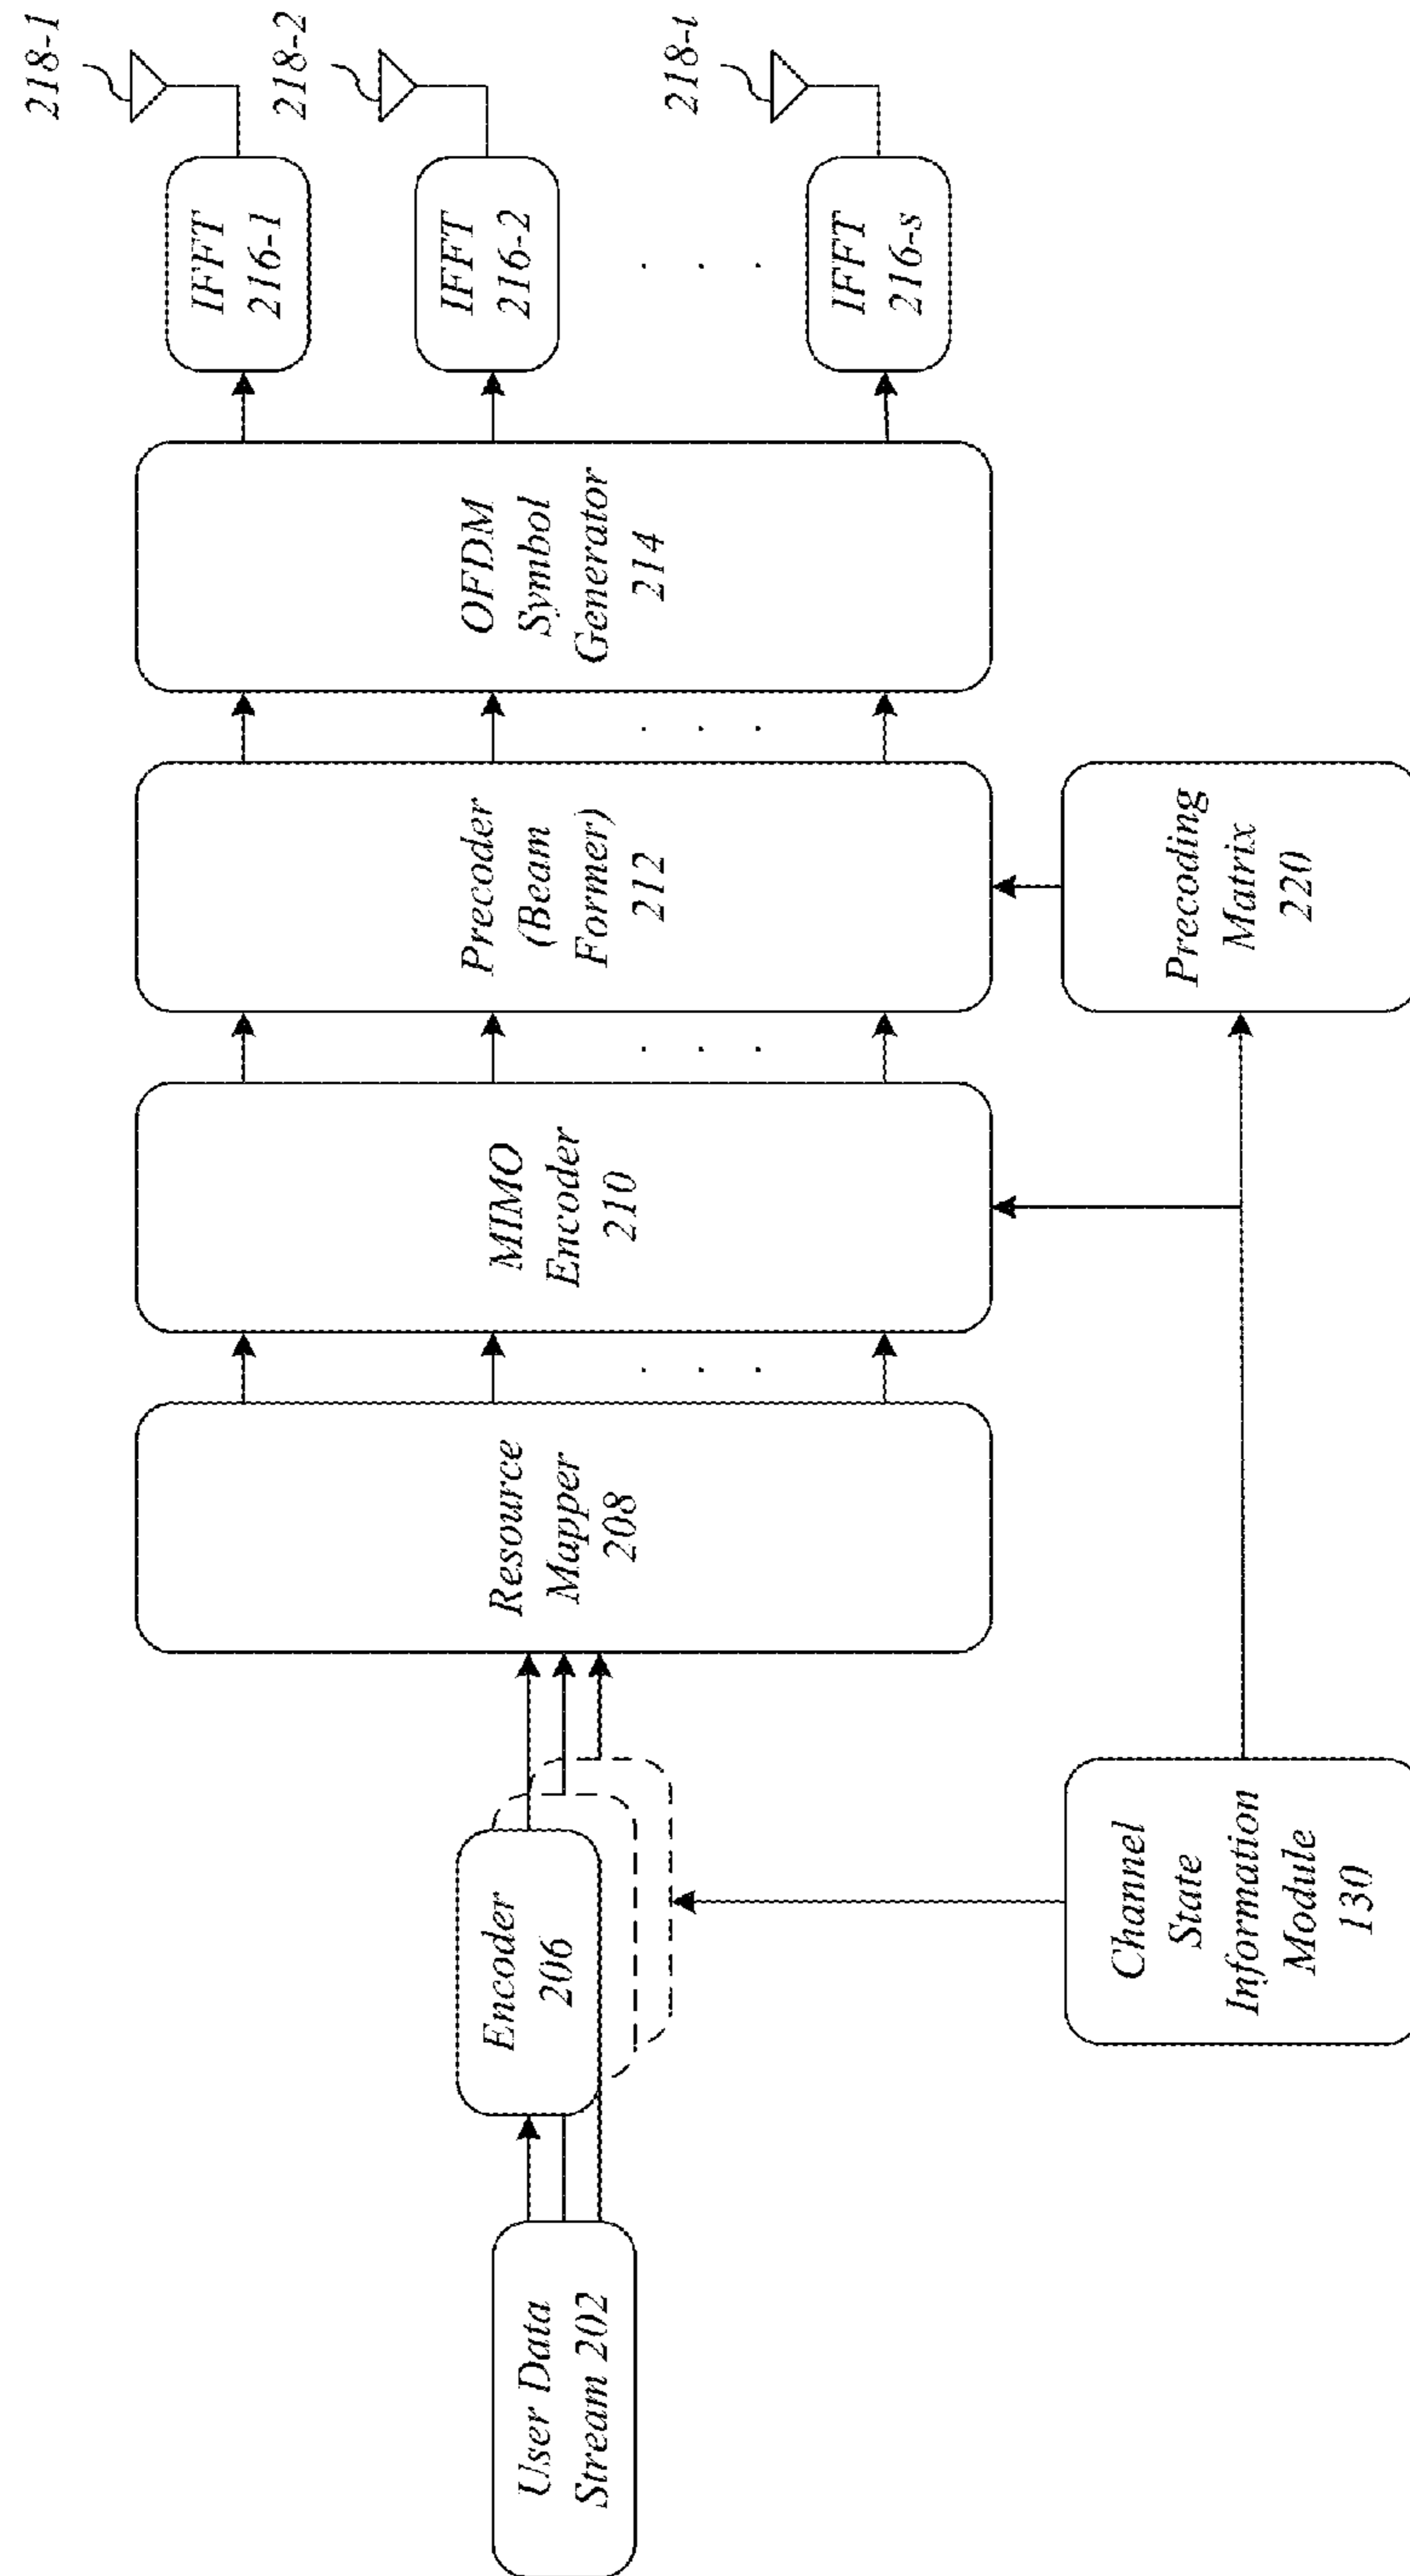 User Data
Stream 202
Encoder
206
Resource
Mapper
208
MIMO
Encoder
210
Precoder
(Beam
Former)
212
OFDM
Symbol
Generator
214
IFFT
216-1
IFFT
216-2
IFFT
216-s
218-1
218-2
218-t
Channel
State
Information
Module
130
Precoding
Matrix
220